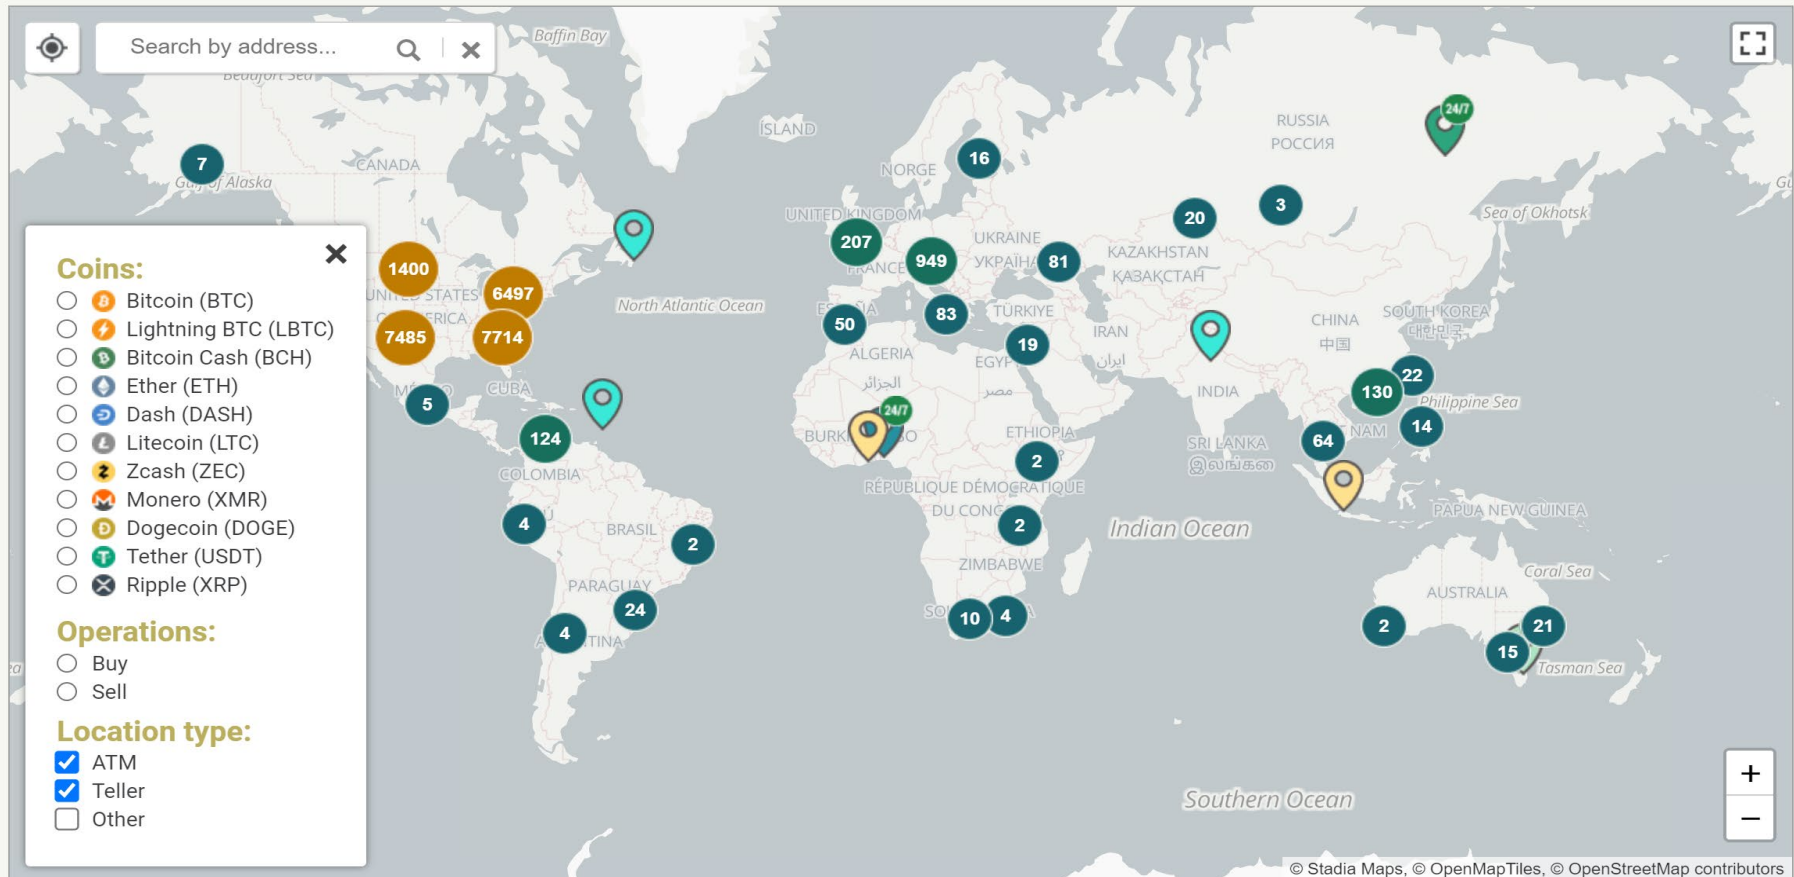 Search by address...
Baffin Bay
Beaufort Sea
ÍSLAND
24/7
RUSSIA
РОССИЯ
7
CANADA
NORGE
16
Gulf of Alaska
UNITED KINGDOM
20
3
Sea of Okhotsk
207
UKRAINE
УКРАЇНА
949
FRANCE
81
KAZAKHSTAN
ҚАЗАҚСТАН
1400
UNITED STATES
6497
North Atlantic Ocean
50
83
TÜRKIYE
CHINA
中国
SOUTH KOREA
대한민국
7485
7714
19
IRAN
ایران
ALGERIA
الجزائر
مصر
INDIA
22
130
Philippine Sea
5
CUBA
24/7
124
COLOMBIA
ETHIOPIA
2
SRI LANKA
இலங்கை
64
NAM
14
RÉPUBLIQUE DÉMOCRATIQUE
DU CONG
2
4
BRASIL
2
Indian Ocean
PAPUA NEW GUINEA
ZIMBABWE
PARAGUAY
24
4
10
4
AUSTRALIA
Coral Sea
2
21
15
Tasman Sea
Southern Ocean
Coins:
Bitcoin (BTC)
Lightning BTC (LBTC)
Bitcoin Cash (BCH)
Ether (ETH)
Dash (DASH)
Litecoin (LTC)
Zcash (ZEC)
Monero (XMR)
Dogecoin (DOGE)
Tether (USDT)
Ripple (XRP)
Operations:
Buy
Sell
Location type:
ATM
Teller
Other
+
−
© Stadia Maps, © OpenMapTiles, © OpenStreetMap contributors